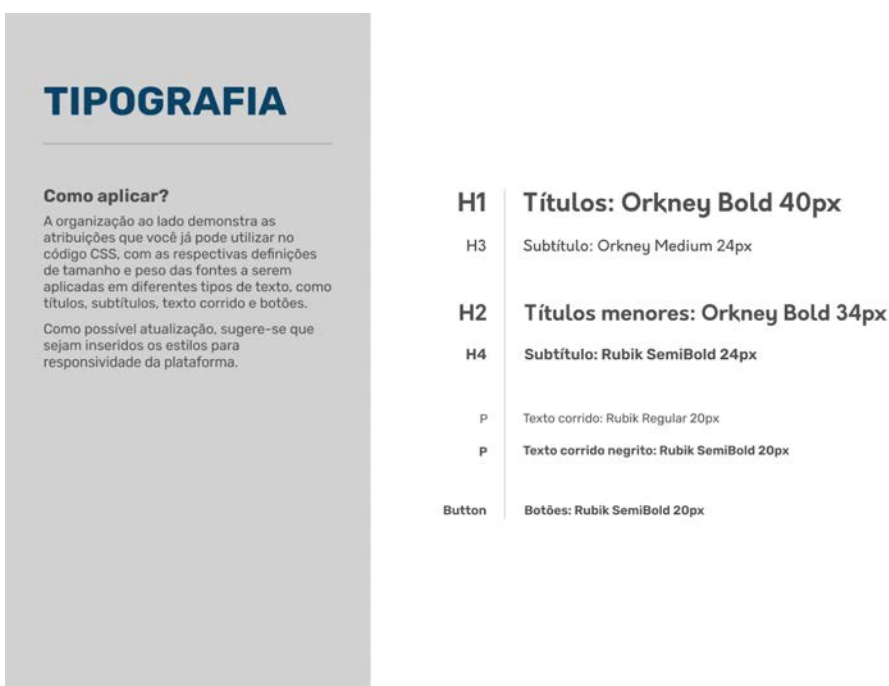 TIPOGRAFIA
Como aplicar?
A organização ao lado demonstra as
atribuições que você já pode utilizar no
código CSS, com as respectivas definições
de tamanho e peso das fontes a serem
aplicadas em diferentes tipos de texto, como
títulos, subtítulos, texto corrido e botões.
Como possível atualização, sugere-se que
sejam inseridos os estilos para
responsividade da plataforma.
H1 Títulos: Orkney Bold 40px
H3 Subtítulo: Orkney Medium 24px
H2 Títulos menores: Orkney Bold 34px
H4 Subtítulo: Rubik SemiBold 24px
P Texto corrido: Rubik Regular 20px
P Texto corrido negrito: Rubik SemiBold 20px
Button Botões: Rubik SemiBold 20px